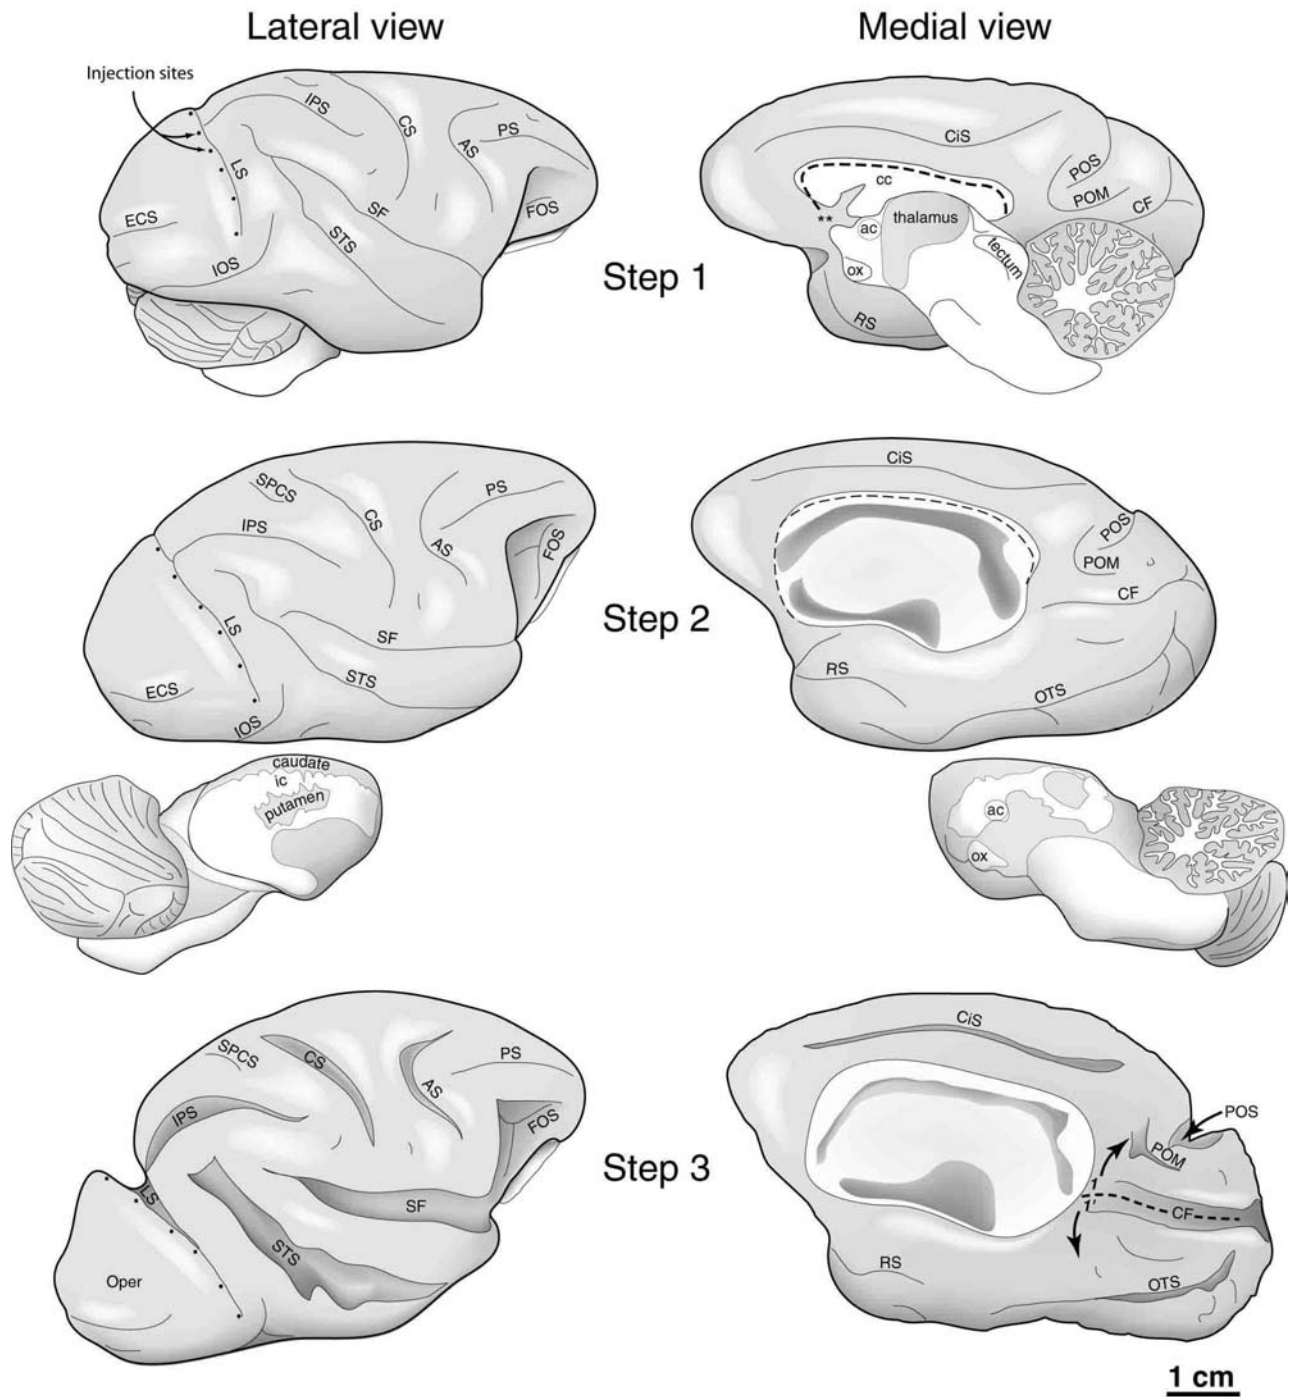 Lateral view
Medial view
Injection sites
IPS
CS
PS
AS
LS
SF
FOS
ECS
STS
IOS
CiS
POS
cc
POM
CF
**
ac
thalamus
tectum
ox
RS
Step 1
SPCS
PS
CS
IPS
AS
FOS
LS
SF
ECS
STS
IOS
CiS
POS
POM
CF
RS
OTS
Step 2
caudate
ic
putamen
ac
ox
SPCS
CS
PS
AS
IPS
FOS
LS
SF
STS
Oper
CiS
POS
POM
CF
RS
OTS
Step 3
1 cm